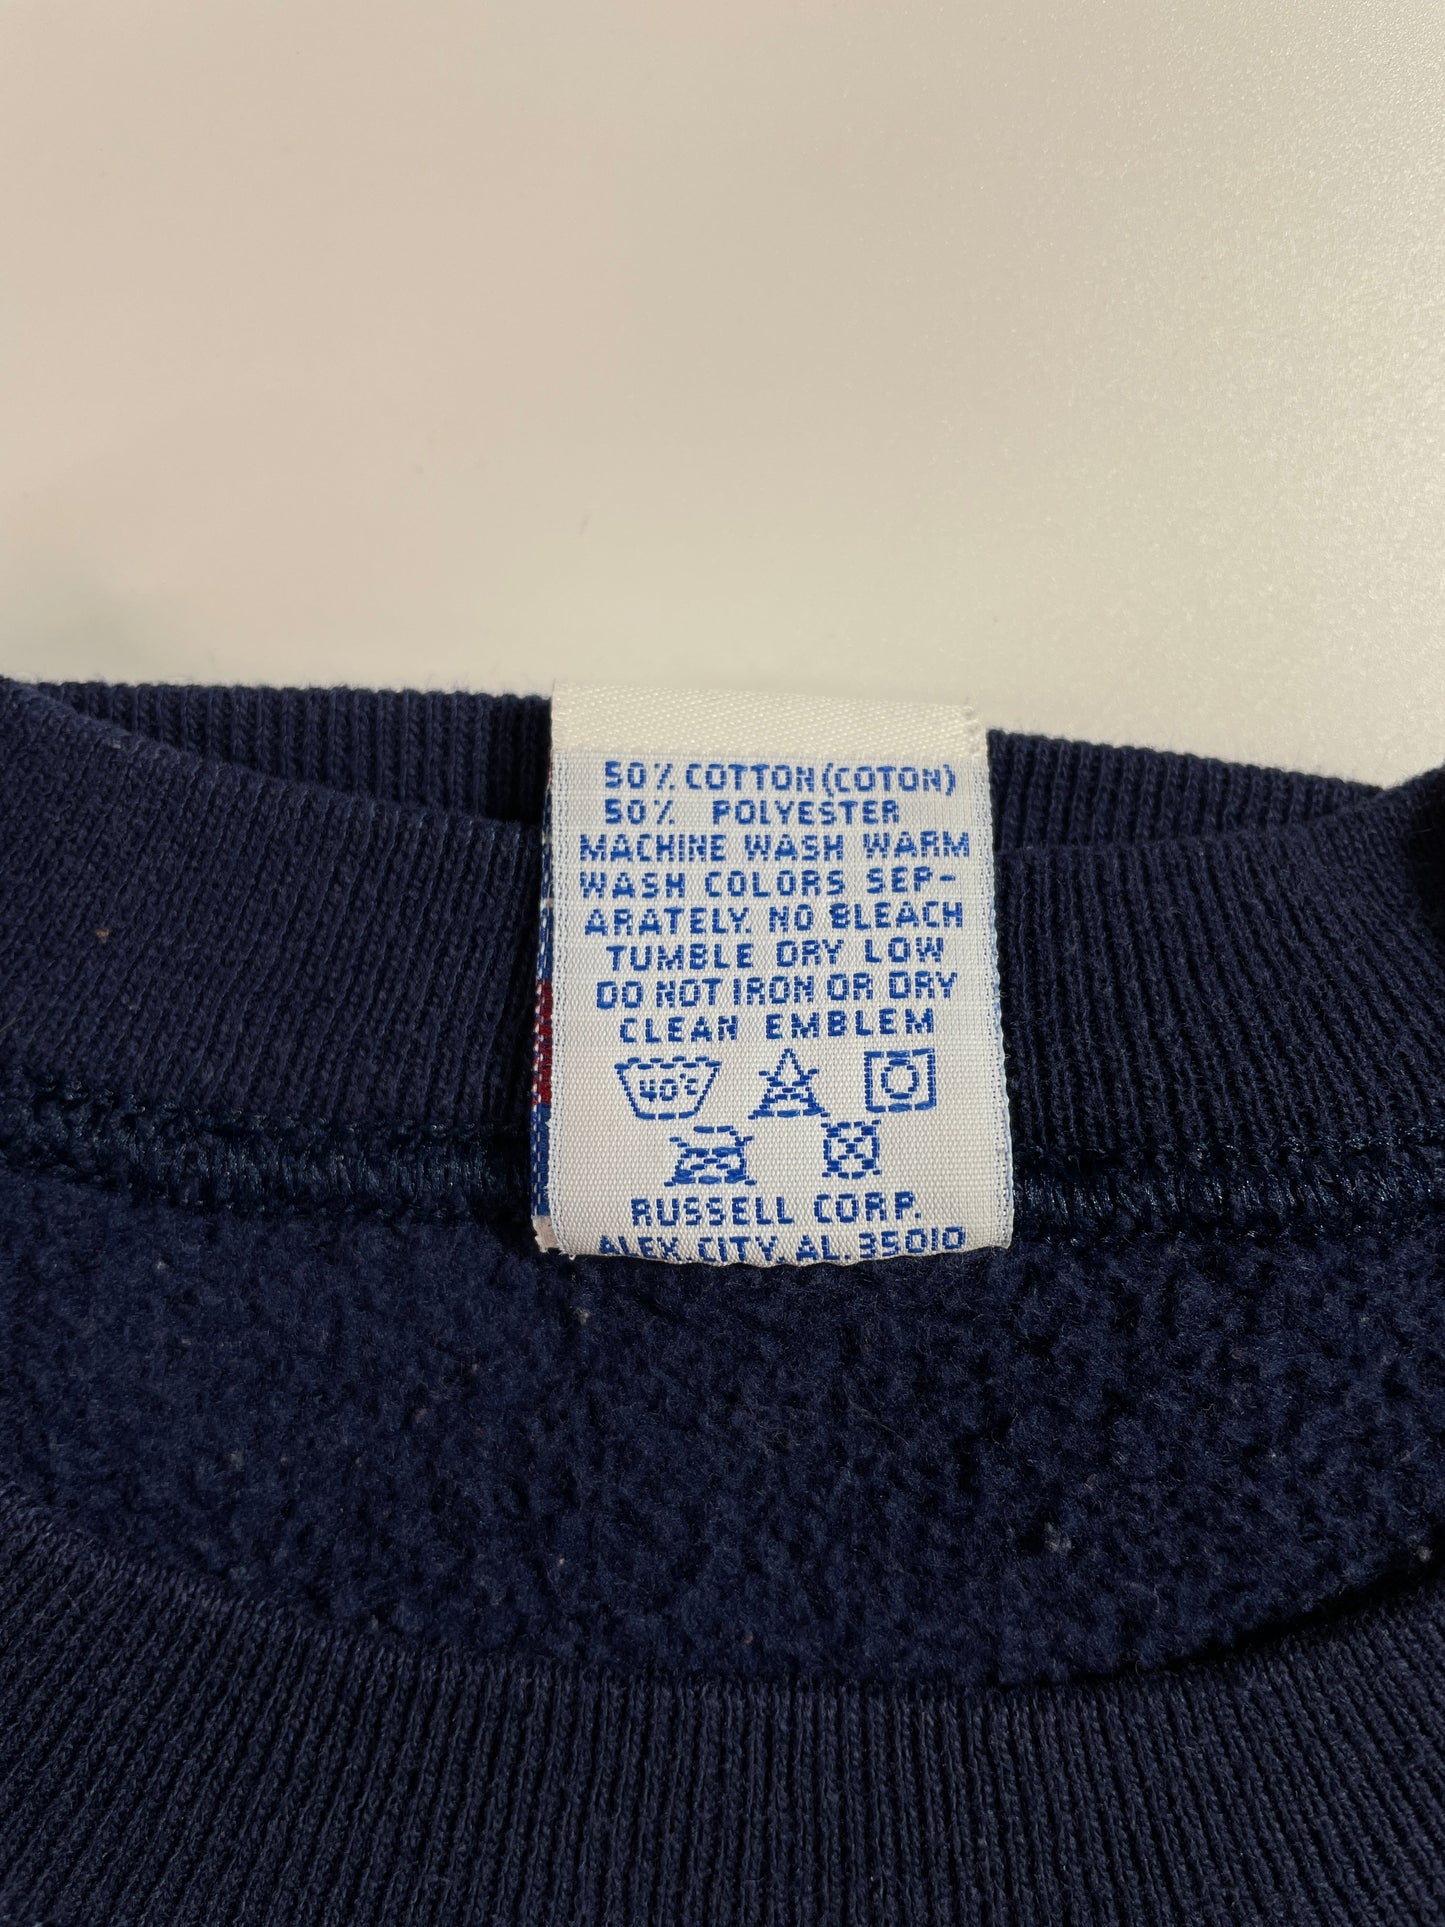 50% COTTON (COTON)
50% POLYESTER
MACHINE WASH WARM
WASH COLORS SEP-
ARATELY. NO BLEACH
TUMBLE DRY LOW
DO NOT IRON OR DRY
CLEAN EMBLEM
40°C
RUSSELL CORP.
ALEX CITY, AL. 35010